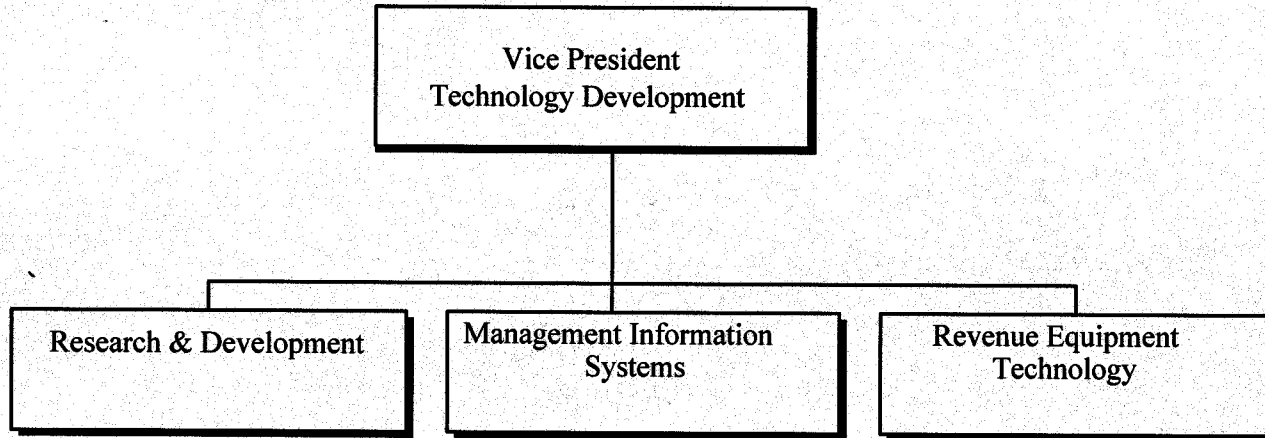 Vice President
Technology Development
Research & Development
Management Information
Systems
Revenue Equipment
Technology